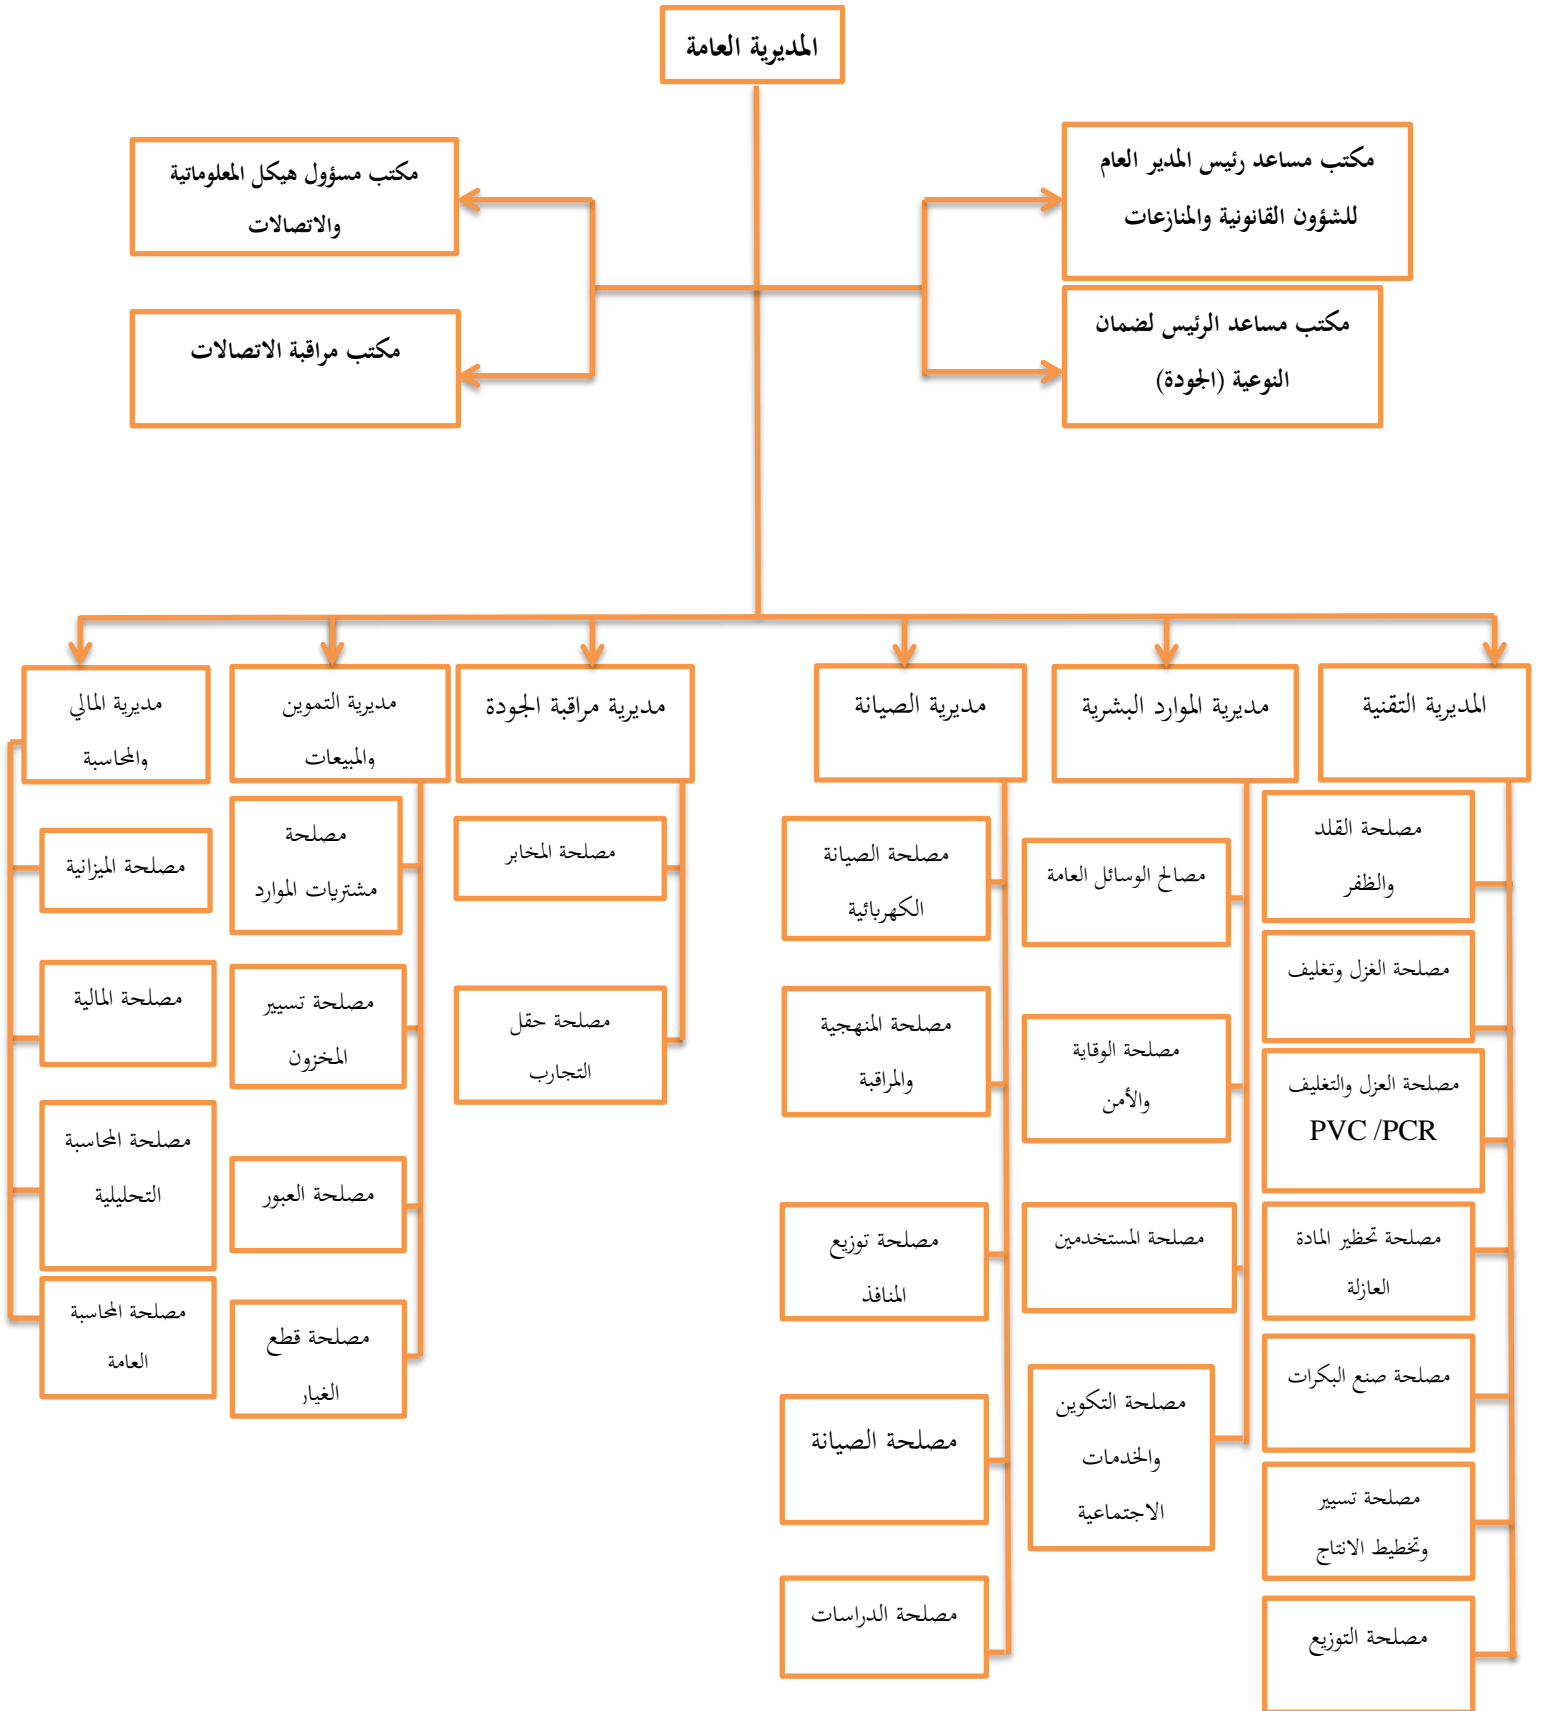 المديرية العامة
مكتب مساعد رئيس المدير العام
للشؤون القانونية والمنازعات
مكتب مسؤول هيكل المعلوماتية
والاتصالات
مكتب مساعد الرئيس لضمان
النوعية (الجودة)
مكتب مراقبة الاتصالات
المديرية التقنية
مديرية الموارد البشرية
مديرية الصيانة
مديرية مراقبة الجودة
مديرية التموين
والمبيعات
مديرية المالي
والمحاسبة
مصلحة القلد
والظفر
مصلحة الغزل وتغليف
مصلحة العزل والتغليف
PVC /PCR
مصلحة تحظير المادة
العازلة
مصلحة صنع البكرات
مصلحة تسيير
وتخطيط الانتاج
مصلحة التوزيع
مصالح الوسائل العامة
مصلحة الوقاية
والأمن
مصلحة المستخدمين
مصلحة التكوين
والخدمات
الاجتماعية
مصلحة الصيانة
الكهربائية
مصلحة المنهجية
والمراقبة
مصلحة توزيع
المنافذ
مصلحة الصيانة
مصلحة الدراسات
مصلحة المخابر
مصلحة حقل
التجارب
مصلحة
مشتريات الموارد
مصلحة تسيير
المخزون
مصلحة العبور
مصلحة قطع
الغيار
مصلحة الميزانية
مصلحة المالية
مصلحة المحاسبة
التحليلية
مصلحة المحاسبة
العامة